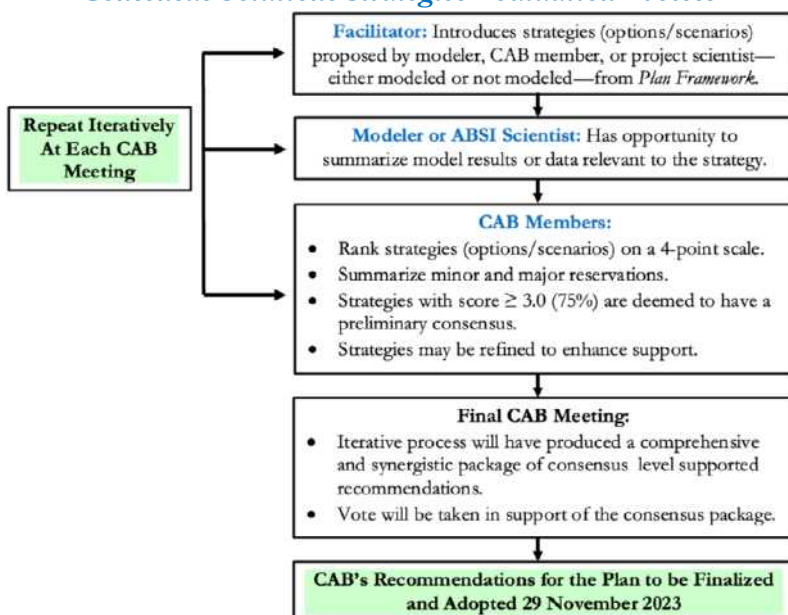 Facilitator: Introduces strategies (options/scenarios)
proposed by modeler, CAB member, or project scientist—
either modeled or not modeled—from Plan Framework.
Repeat Iteratively
At Each CAB
Meeting
Modeler or ABSI Scientist: Has opportunity to
summarize model results or data relevant to the strategy.
CAB Members:
• Rank strategies (options/scenarios) on a 4-point scale.
• Summarize minor and major reservations.
• Strategies with score ≥ 3.0 (75%) are deemed to have a
preliminary consensus.
• Strategies may be refined to enhance support.
Final CAB Meeting:
• Iterative process will have produced a comprehensive
and synergistic package of consensus level supported
recommendations.
• Vote will be taken in support of the consensus package.
CAB's Recommendations for the Plan to be Finalized
and Adopted 29 November 2023